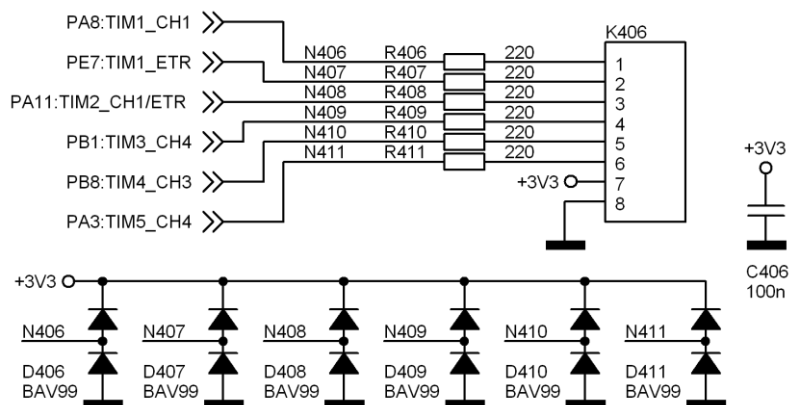 PA8:TIM1_CH1
K406
PE7:TIM1_ETR
N406 R406 220 1
N407 R407 220 2
PA11:TIM2_CH1/ETR
N408 R408 220 3
N409 R409 220 4
PB1:TIM3_CH4
N410 R410 220 5
N411 R411 220 6
PB8:TIM4_CH3
+3V3 7
8
PA3:TIM5_CH4
+3V3
C406
100n
+3V3
N406 N407 N408 N409 N410 N411
D406 D407 D408 D409 D410 D411
BAV99 BAV99 BAV99 BAV99 BAV99 BAV99